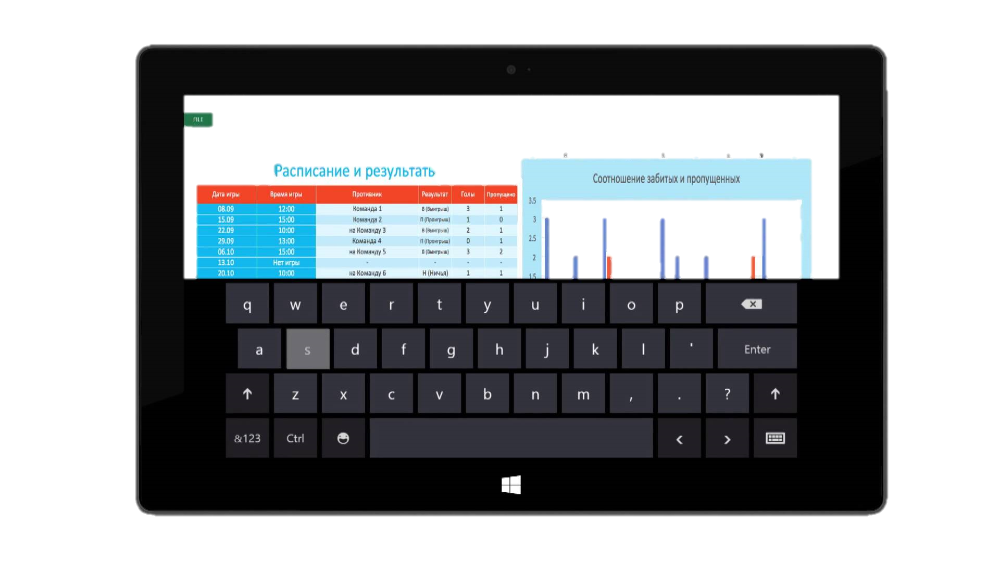 FILE
Расписание и результать
Дата игры Время игры Противник Результат Голы Пропущено
08.09 12:00 Команда 1 В (Выигрыш) 3 1
15.09 15:00 Команда 2 П (Проигрыш) 1 0
22.09 10:00 на Команду 3 В (Выигрыш) 2 1
29.09 13:00 Команда 4 П (Проигрыш) 0 1
06.10 15:00 на Команду 5 В (Выигрыш) 3 2
13.10 Нет игры - - - -
20.10 10:00 на Команду 6 Н (Ничья) 1 1
Соотношение забитых и пропущенных
3.5
3
2.5
2
1.5
q w e r t y u i o p
a s d f g h j k l ' Enter
z x c v b n m , . ?
&123 Ctrl < >